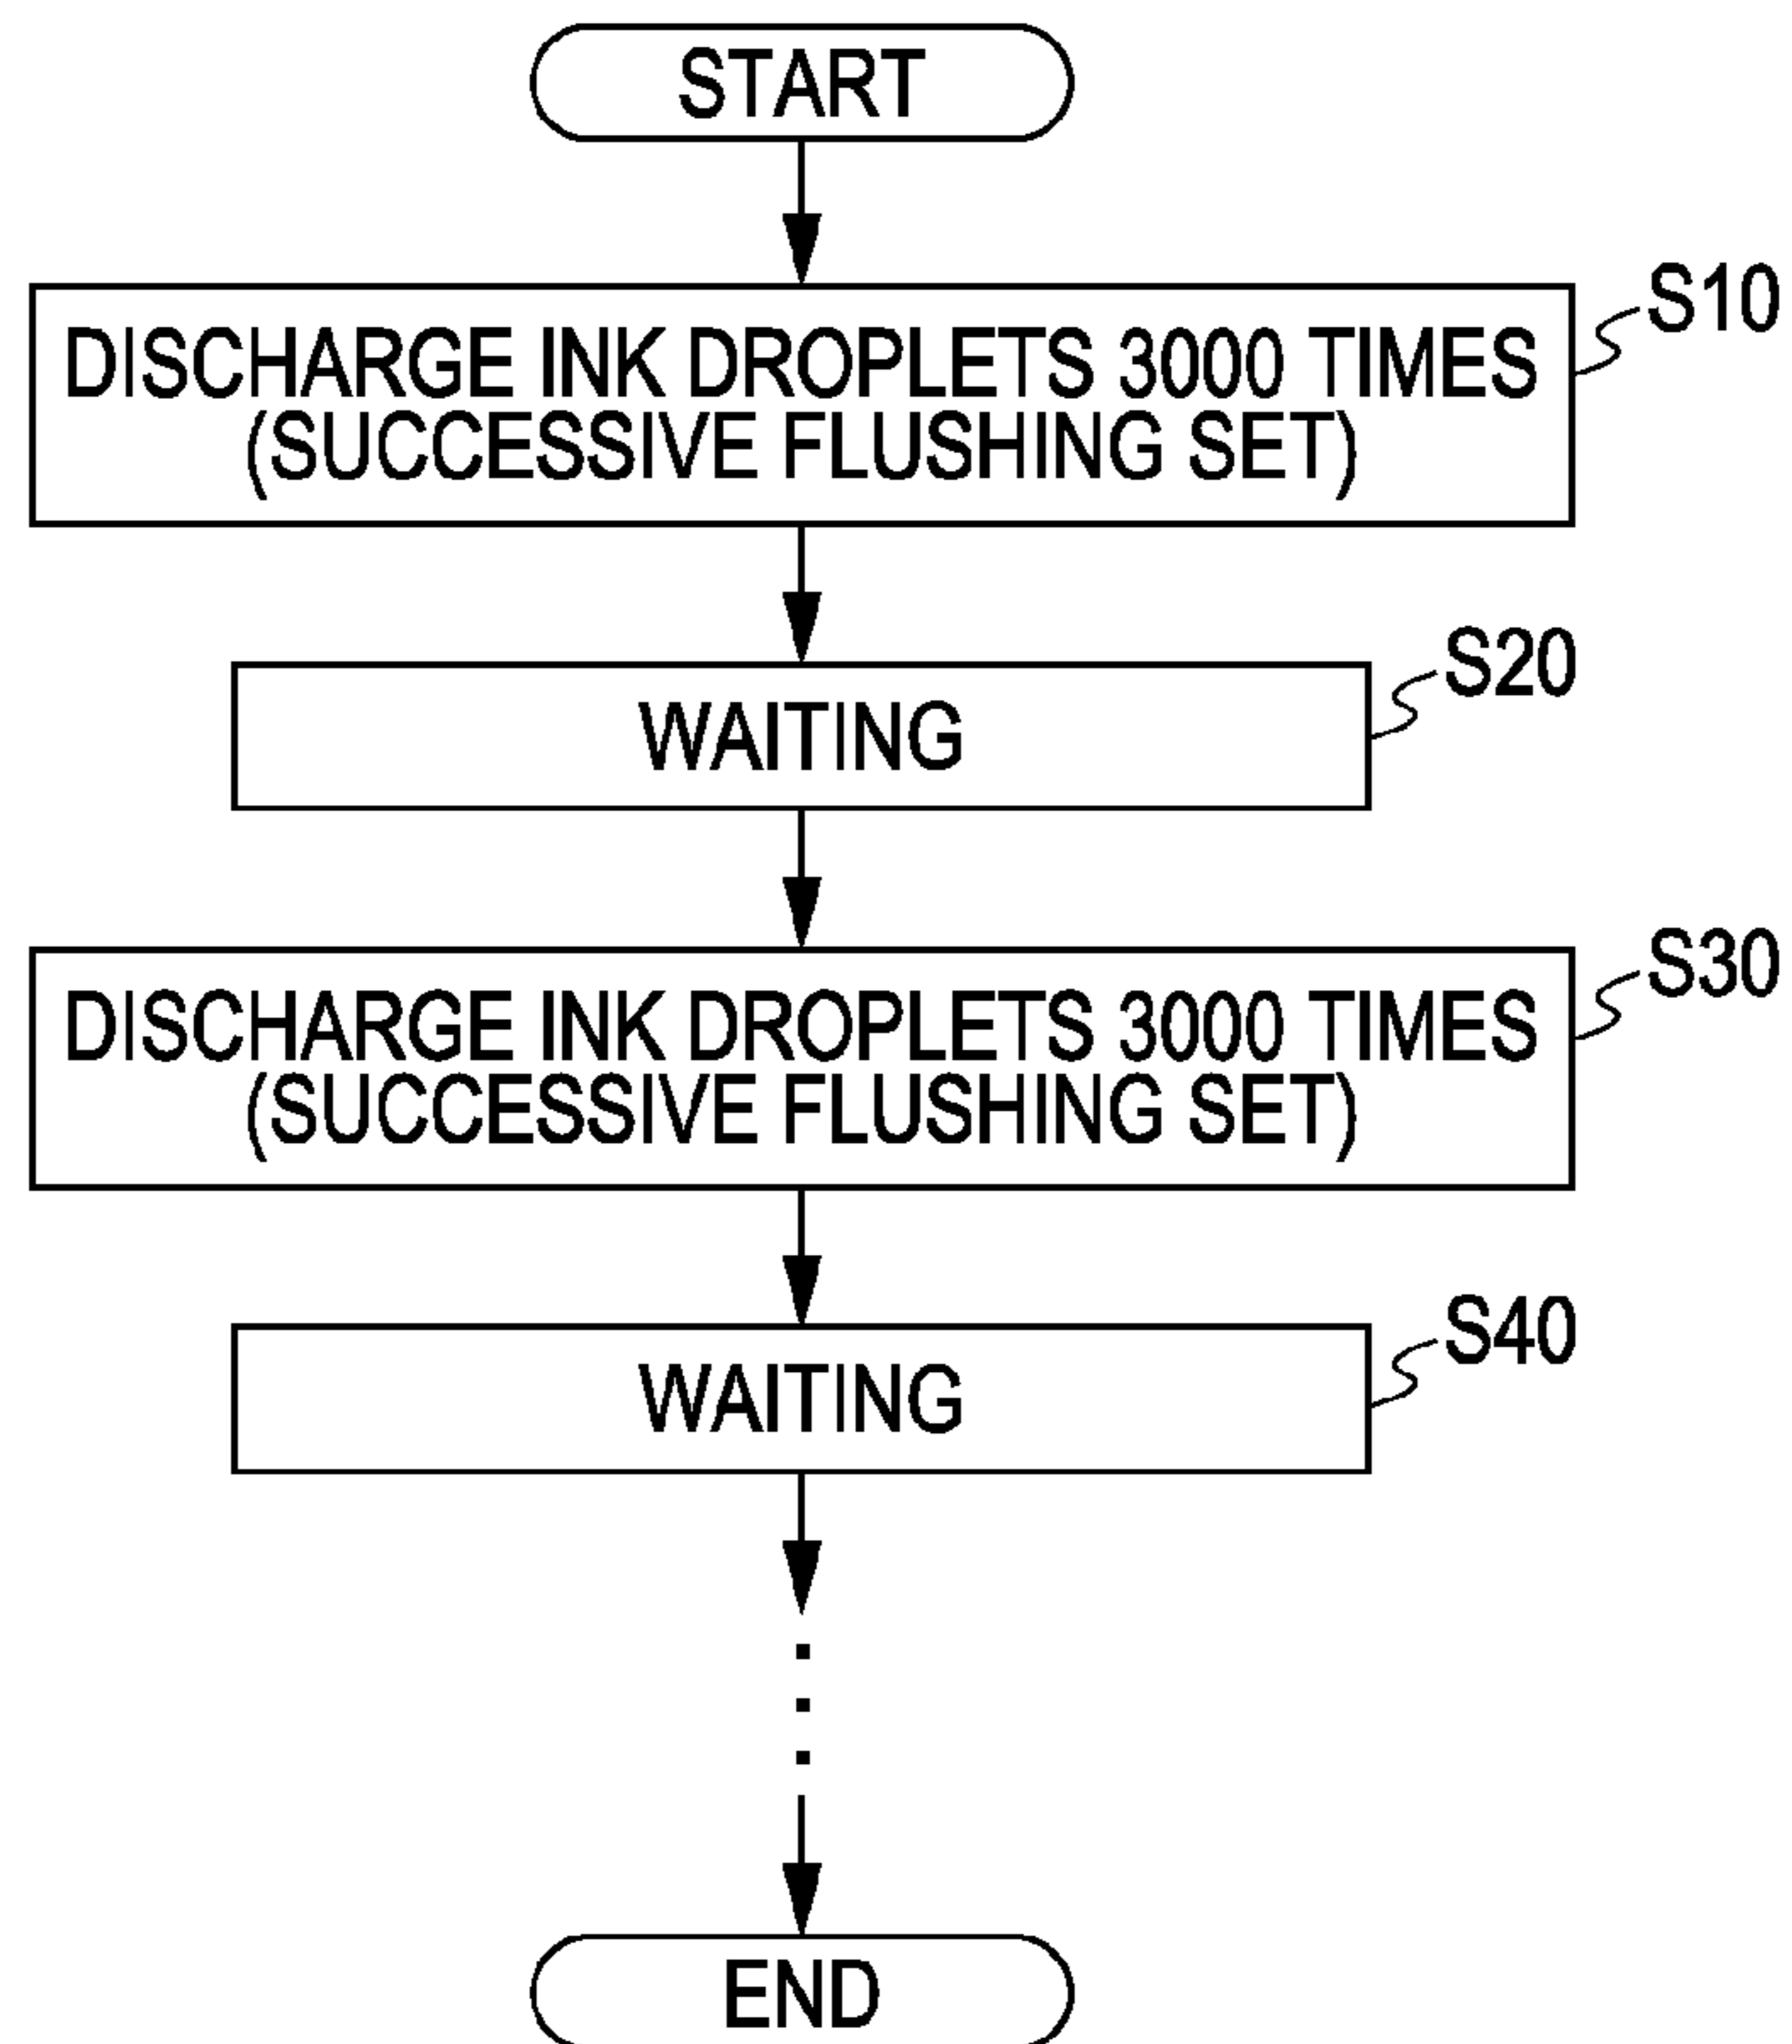 START
S10
DISCHARGE INK DROPLETS 3000 TIMES
(SUCCESSIVE FLUSHING SET)
S20
WAITING
S30
DISCHARGE INK DROPLETS 3000 TIMES
(SUCCESSIVE FLUSHING SET)
S40
WAITING
END